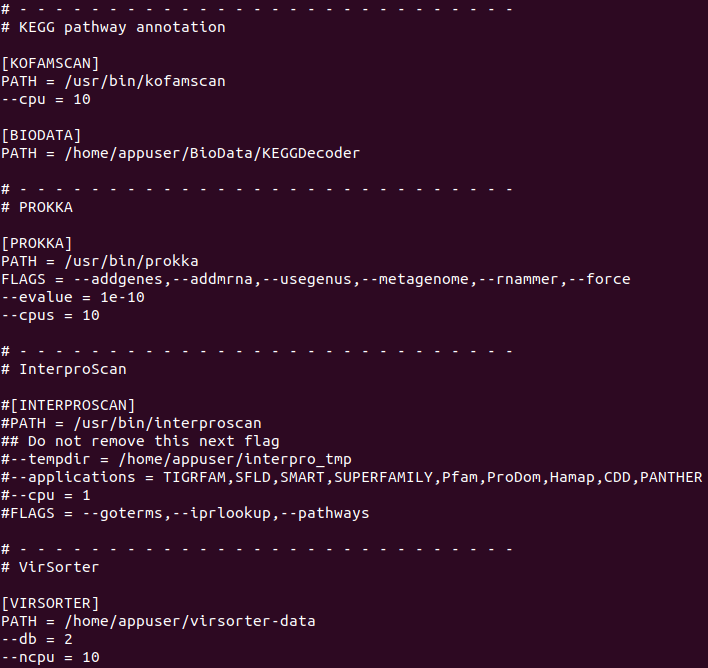 # - - - - - - - - - - - - - - - - - - - - - - - - - - - -
# KEGG pathway annotation
[KOFAMSCAN]
PATH = /usr/bin/kofamscan
--cpu = 10
[BIODATA]
PATH = /home/appuser/BioData/KEGGDecoder
# - - - - - - - - - - - - - - - - - - - - - - - - - - - -
# PROKKA
[PROKKA]
PATH = /usr/bin/prokka
FLAGS = --addgenes,--addmrna,--usegenus,--metagenome,--rnammer,--force
--evalue = 1e-10
--cpus = 10
# - - - - - - - - - - - - - - - - - - - - - - - - - - - -
# InterproScan
#[INTERPROSCAN]
#PATH = /usr/bin/interproscan
## Do not remove this next flag
#--tempdir = /home/appuser/interpro_tmp
#--applications = TIGRFAM,SFLD,SMART,SUPERFAMILY,Pfam,ProDom,Hamap,CDD,PANTHER
#--cpu = 1
#FLAGS = --goterms,--iprlookup,--pathways
# - - - - - - - - - - - - - - - - - - - - - - - - - - - -
# VirSorter
[VIRSORTER]
PATH = /home/appuser/virsorter-data
--db = 2
--ncpu = 10